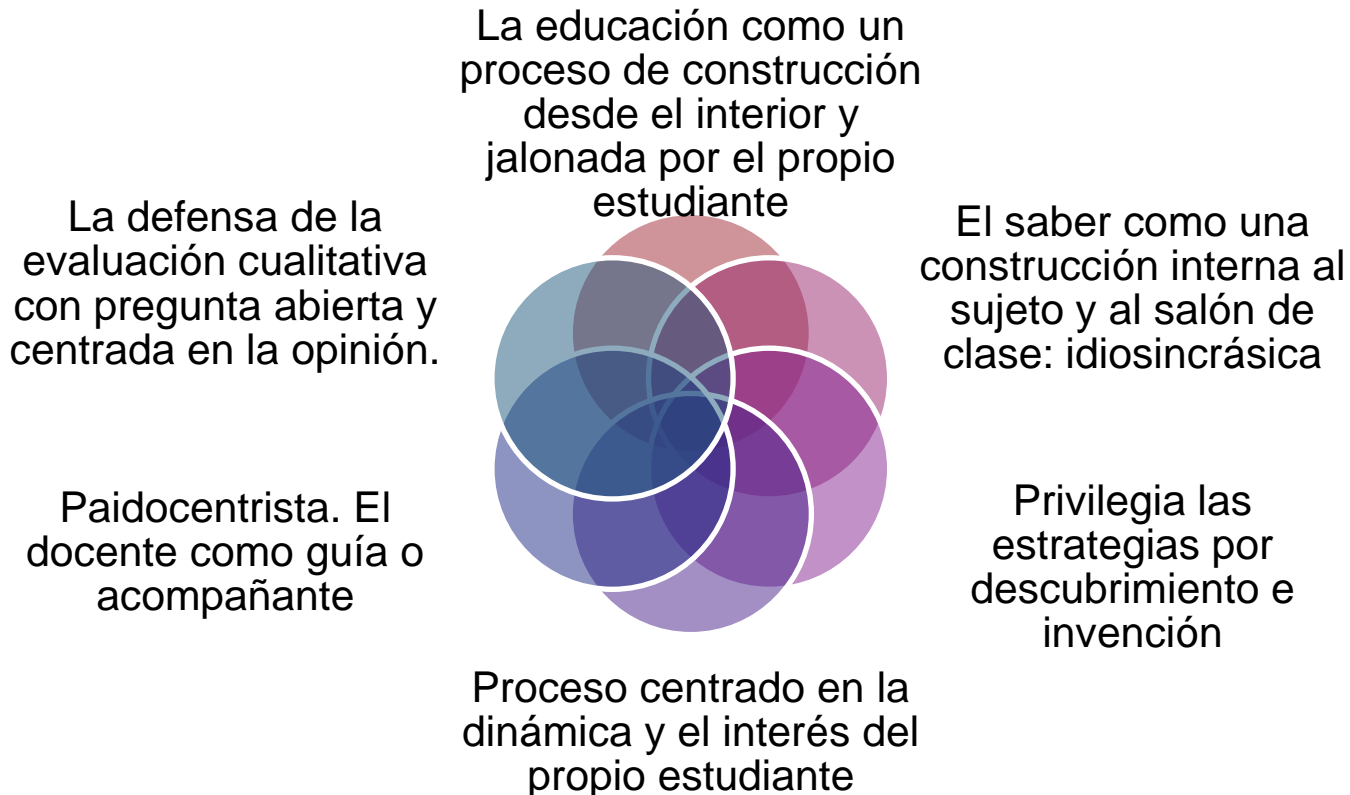 La educación como un
proceso de construcción
desde el interior y
jalonada por el propio
estudiante
El saber como una
construcción interna al
sujeto y al salón de
clase: idiosincrásica
Privilegia las
estrategias por
descubrimiento e
invención
Proceso centrado en la
dinámica y el interés del
propio estudiante
Paidocentrista. El
docente como guía o
acompañante
La defensa de la
evaluación cualitativa
con pregunta abierta y
centrada en la opinión.